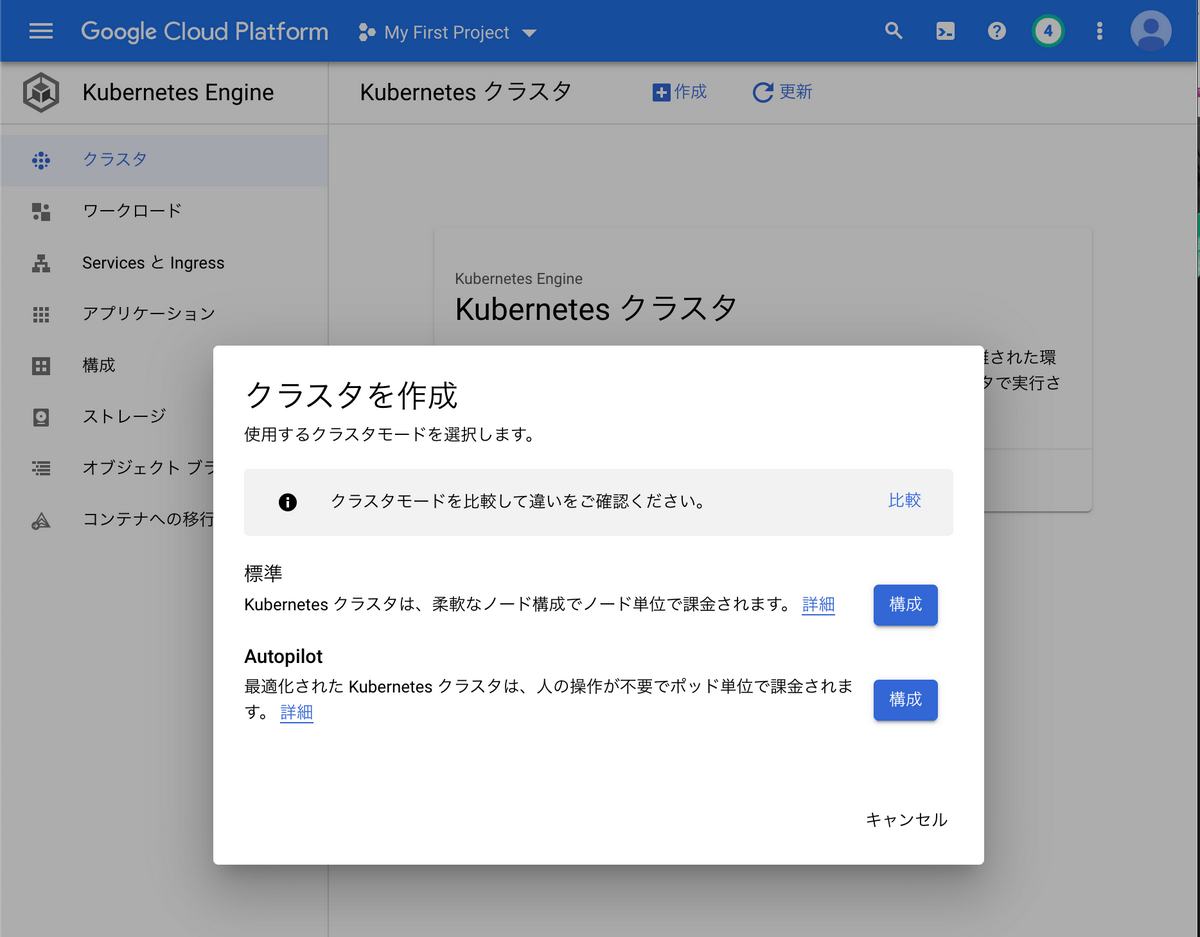 Google Cloud Platform
My First Project
4
Kubernetes Engine
Kubernetes クラスタ
作成
更新
クラスタ
ワークロード
Services と Ingress
アプリケーション
構成
ストレージ
オブジェクト ブラ
コンテナへの移行
Kubernetes Engine
Kubernetes クラスタ
された環
タで実行さ
クラスタを作成
使用するクラスタモードを選択します。
クラスタモードを比較して違いをご確認ください。 比較
標準
Kubernetes クラスタは、柔軟なノード構成でノード単位で課金されます。 詳細
構成
Autopilot
最適化された Kubernetes クラスタは、人の操作が不要でポッド単位で課金されま
す。 詳細
構成
キャンセル